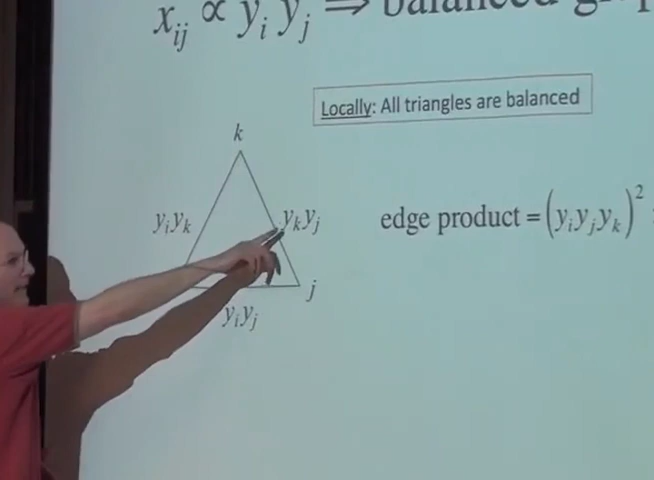 x_ij ∝ y_i y_j ⇒ balanced
Locally: All triangles are balanced
k
y_i y_k
y_k y_j
edge product = (y_i y_j y_k)^2
j
y_i y_j